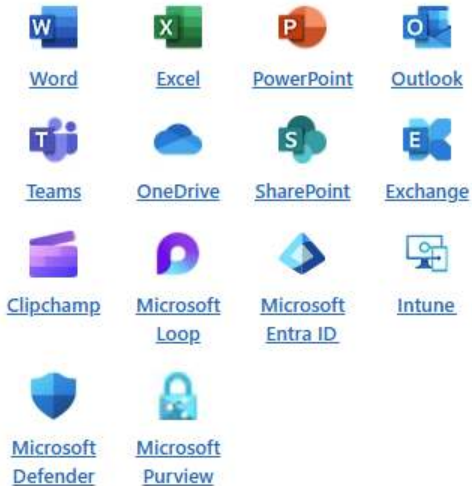 W X P O
Word Excel PowerPoint Outlook
T S E
Teams OneDrive SharePoint Exchange
Clipchamp Microsoft Loop Microsoft Entra ID Intune
Microsoft Defender Microsoft Purview